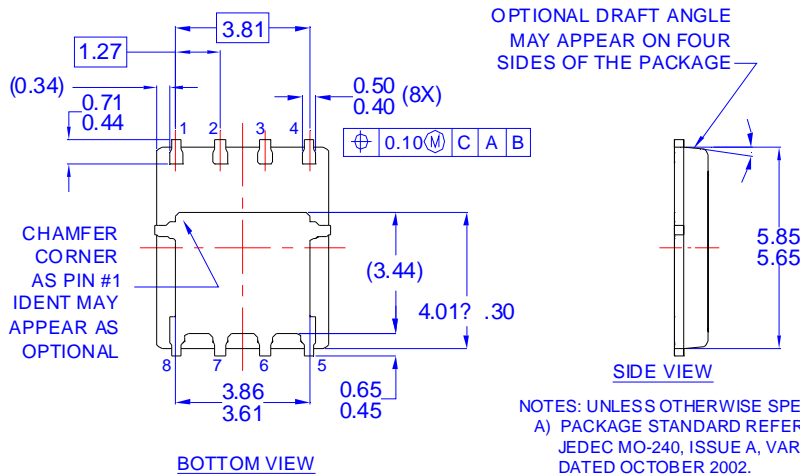 3.81
1.27
(0.34)
0.71
0.44
0.50
0.40
(8X)
1
2
3
4
0.10 Ⓜ C A B
CHAMFER
CORNER
AS PIN #1
IDENT MAY
APPEAR AS
OPTIONAL
(3.44)
4.01? .30
8
7
6
5
3.86
3.61
0.65
0.45
BOTTOM VIEW
OPTIONAL DRAFT ANGLE
MAY APPEAR ON FOUR
SIDES OF THE PACKAGE
5.85
5.65
SIDE VIEW
NOTES: UNLESS OTHERWISE SPE
A) PACKAGE STANDARD REFER
JEDEC MO-240, ISSUE A, VAR
DATED OCTOBER 2002.